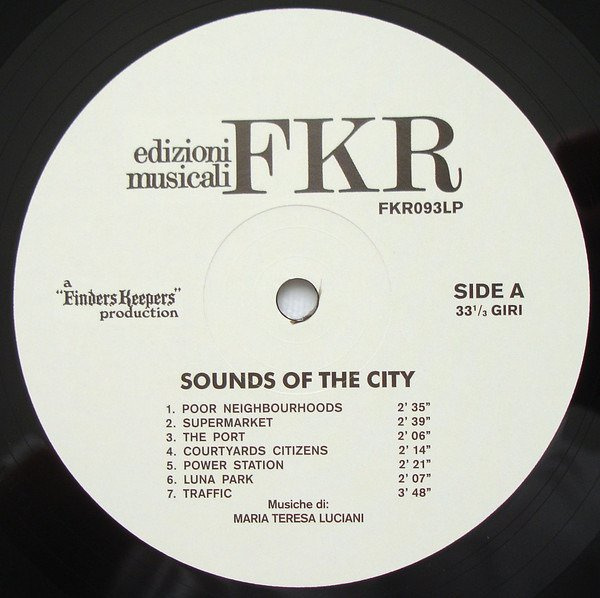 edizioni
musicali
FKR
FKR093LP
a
"Finders Keepers"
production
SIDE A
33 1/3 GIRI
SOUNDS OF THE CITY
1. POOR NEIGHBOURHOODS 2' 35"
2. SUPERMARKET 2' 39"
3. THE PORT 2' 06"
4. COURTYARDS CITIZENS 2' 14"
5. POWER STATION 2' 21"
6. LUNA PARK 2' 07"
7. TRAFFIC 3' 48"
Musiche di:
MARIA TERESA LUCIANI